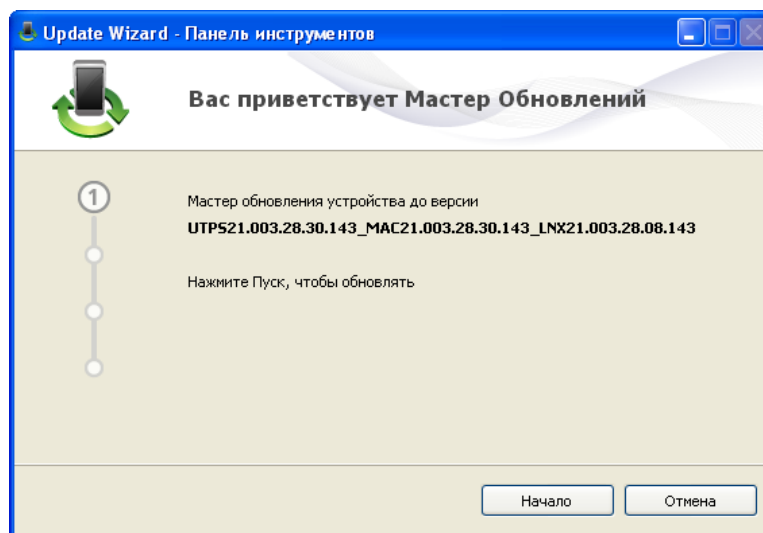 Update Wizard - Панель инструментов
Вас приветствует Мастер Обновлений
1
Мастер обновления устройства до версии
UTPS21.003.28.30.143_MAC21.003.28.30.143_LNX21.003.28.08.143
Нажмите Пуск, чтобы обновлять
Начало
Отмена